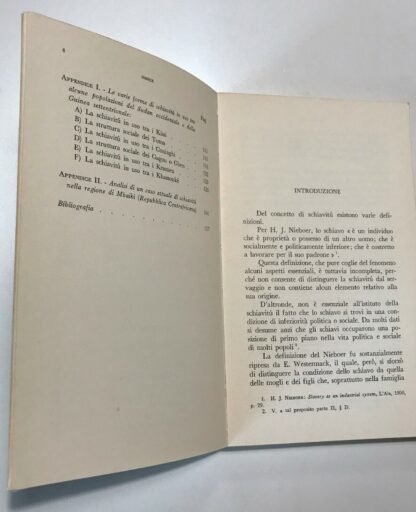 4
INDICE
APPENDICE I. - Le varie forme di schiavitù in uso tra
alcune popolazioni del Sudan occidentale e della
Guinea settentrionale:
Pag.
A) La schiavitù in uso tra i Kissi
B) La struttura sociale dei Toma
C) La schiavitù in uso tra i Coniagui
D) La struttura sociale dei Gagou o Gban
E) La schiavitù in uso tra i
F) La schiavitù in uso tra i
APPENDICE II. - Analisi di un caso attuale di schiavitù
nella regione di Mbaiki (Repubblica Centrafricana)
Bibliografia
INTRODUZIONE
Del concetto di schiavitù esistono varie defi-
nizioni.
Per H. J. Nieboer, lo schiavo « è un individuo
che è proprietà o possesso di un altro uomo; che è
socialmente e politicamente inferiore; che è costretto
a lavorare per il suo padrone » 1.
Questa definizione, che pure coglie del fenomeno
alcuni aspetti essenziali, è tuttavia incompleta, per-
ché non consente di distinguere la schiavitù dal ser-
vaggio e non contiene alcun elemento relativo alla
sua origine.
D'altronde, non è essenziale all'istituto della
schiavitù il fatto che lo schiavo si trovi in una con-
dizione di inferiorità politica o sociale. Da molti dati
si desume anzi che gli schiavi occuparono una po-
sizione di primo piano nella vita politica e sociale
di molti popoli 2.
La definizione del Nieboer fu sostanzialmente
ripresa da E. Westermack, il quale, però, si sforzò
di distinguere la condizione dello schiavo da quella
delle mogli e dei figli che, soprattutto nella famiglia
1. H. J. NIEBOER: Slavery as an industrial system, L'Aia, 1900,
p. 29.
2. V. a tal proposito parte II, § D.